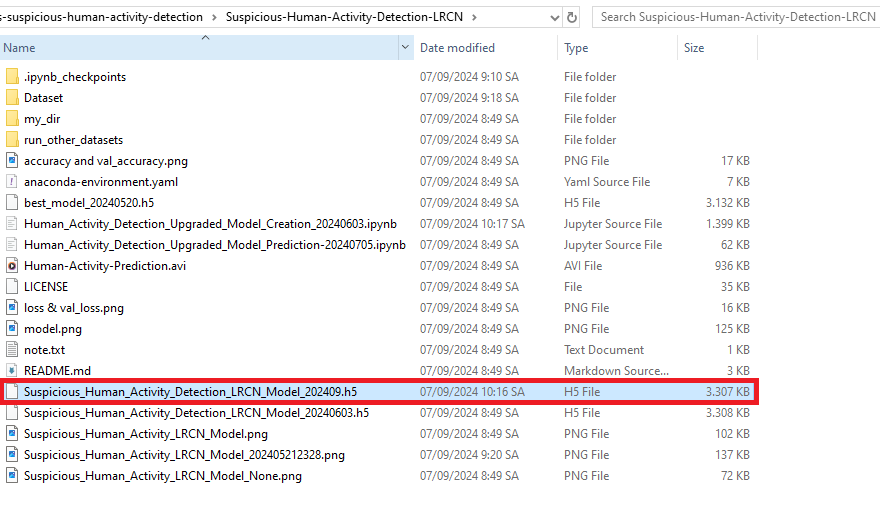 s-suspicious-human-activity-detection > Suspicious-Human-Activity-Detection-LRCN > Search Suspicious-Human-Activity-Detection-LRCN
Name Date modified Type Size
.ipynb_checkpoints 07/09/2024 9:10 SA File folder
Dataset 07/09/2024 9:18 SA File folder
my_dir 07/09/2024 8:49 SA File folder
run_other_datasets 07/09/2024 8:49 SA File folder
accuracy and val_accuracy.png 07/09/2024 8:49 SA PNG File 17 KB
anaconda-environment.yaml 07/09/2024 8:49 SA Yaml Source File 7 KB
best_model_20240520.h5 07/09/2024 8:49 SA H5 File 3.132 KB
Human_Activity_Detection_Upgraded_Model_Creation_20240603.ipynb 07/09/2024 10:17 SA Jupyter Source File 1.399 KB
Human_Activity_Detection_Upgraded_Model_Prediction-20240705.ipynb 07/09/2024 8:49 SA Jupyter Source File 62 KB
Human-Activity-Prediction.avi 07/09/2024 8:49 SA AVI File 936 KB
LICENSE 07/09/2024 8:49 SA File 35 KB
loss & val_loss.png 07/09/2024 8:49 SA PNG File 16 KB
model.png 07/09/2024 8:49 SA PNG File 125 KB
note.txt 07/09/2024 8:49 SA Text Document 1 KB
README.md 07/09/2024 8:49 SA Markdown Source... 3 KB
Suspicious_Human_Activity_Detection_LRCN_Model_202409.h5 07/09/2024 10:16 SA H5 File 3.307 KB
Suspicious_Human_Activity_Detection_LRCN_Model_20240603.h5 07/09/2024 8:49 SA H5 File 3.308 KB
Suspicious_Human_Activity_LRCN_Model.png 07/09/2024 8:49 SA PNG File 102 KB
Suspicious_Human_Activity_LRCN_Model_202405212328.png 07/09/2024 9:20 SA PNG File 137 KB
Suspicious_Human_Activity_LRCN_Model_None.png 07/09/2024 8:49 SA PNG File 72 KB